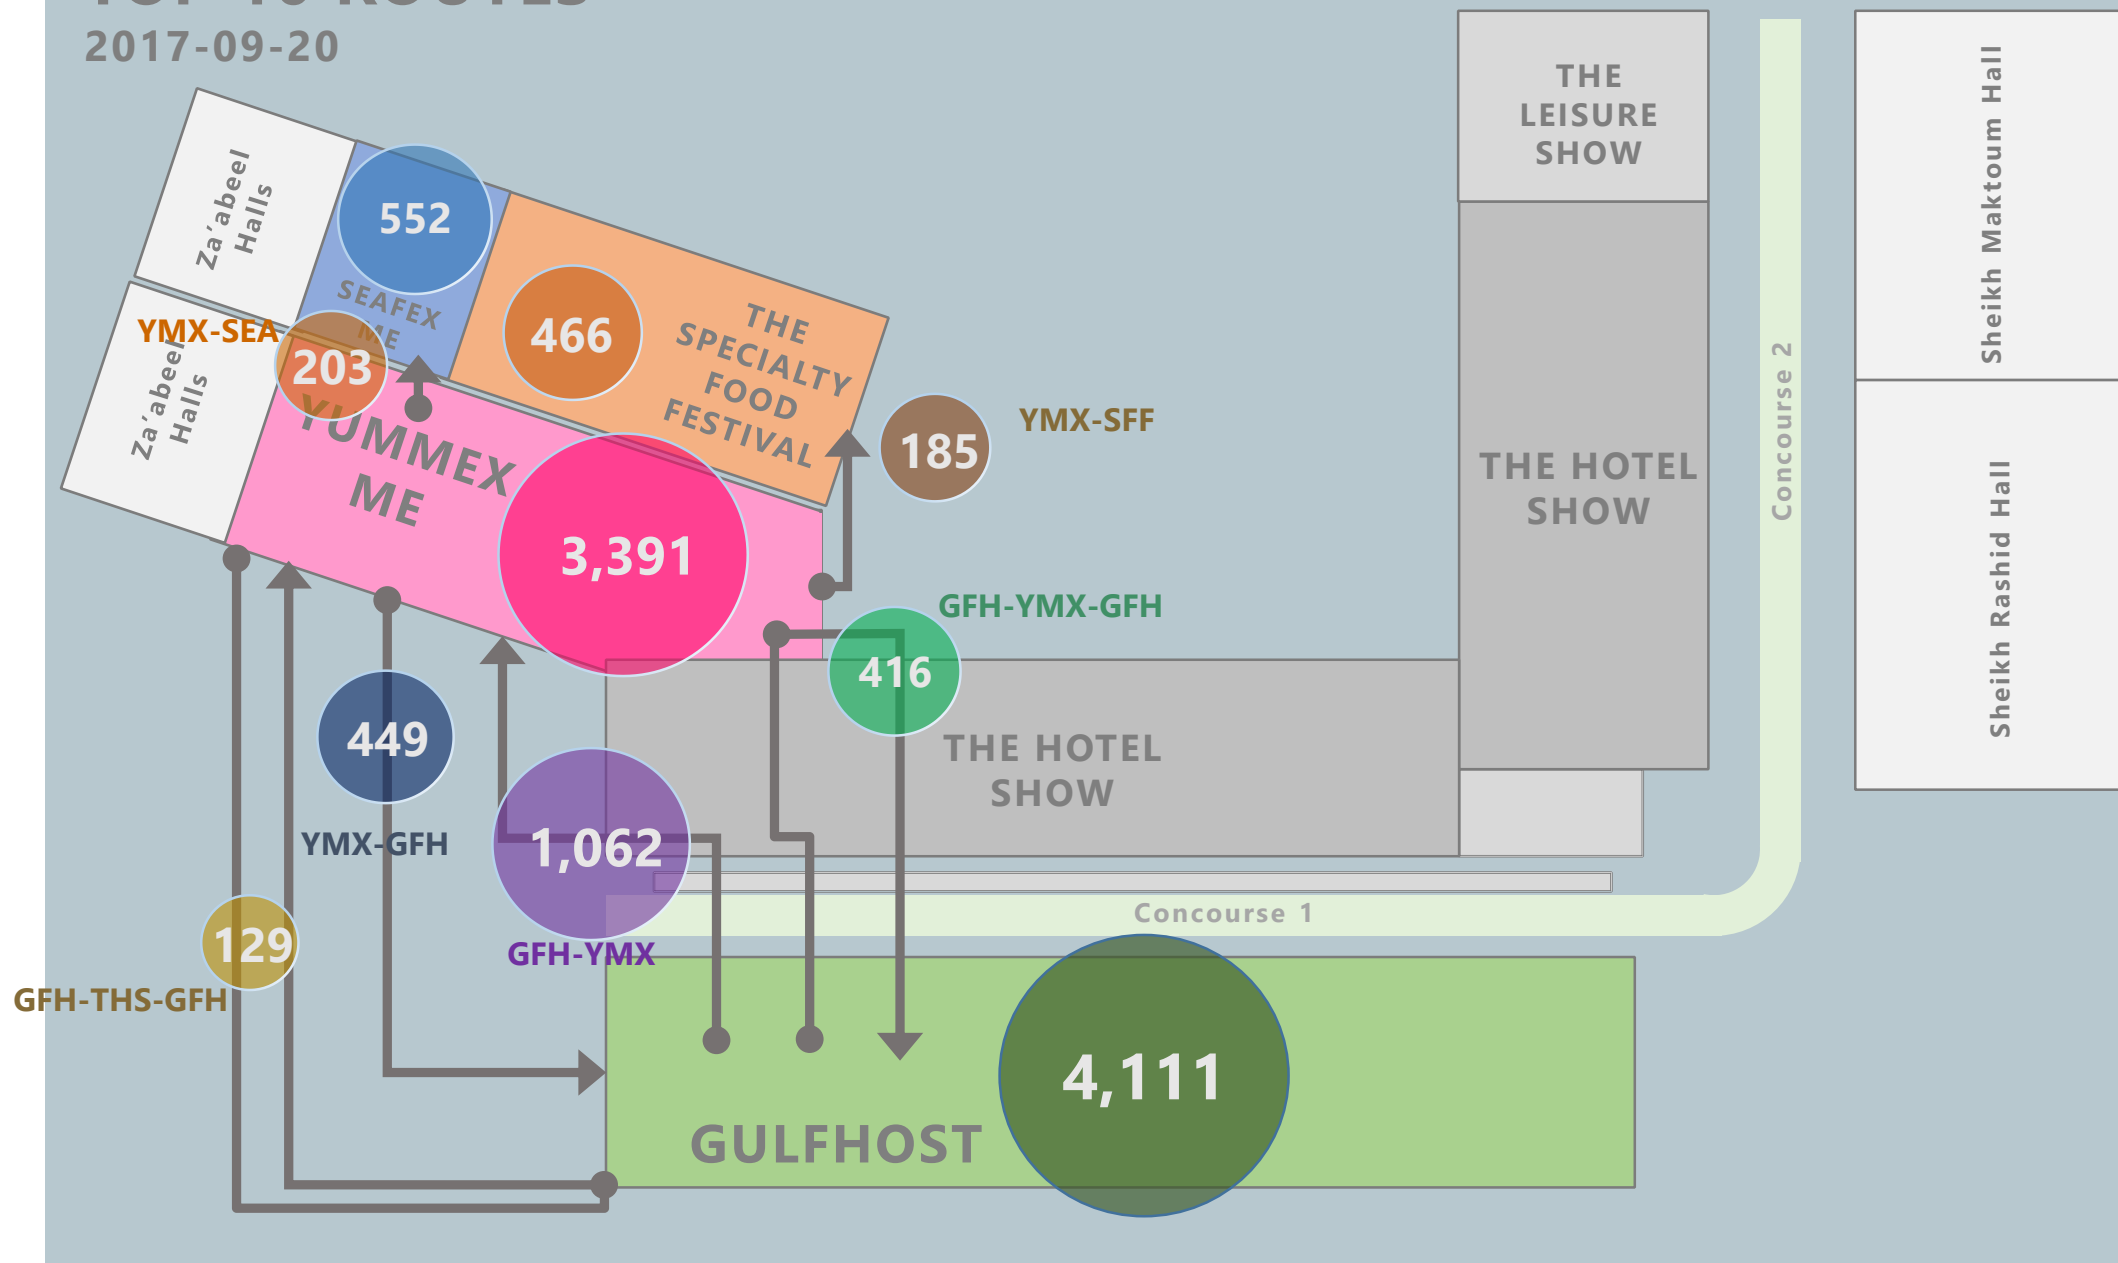 TOP 10 ROUTES
2017-09-20
THE
LEISURE
SHOW
Sheikh Maktoum Hall
Za'abeel
Halls
552
SEAFEX
ME
466
THE
SPECIALTY
FOOD
FESTIVAL
YMX-SEA
203
Za'abeel
Halls
YUMMEX
ME
185
YMX-SFF
THE HOTEL
SHOW
Concourse 2
Sheikh Rashid Hall
3,391
GFH-YMX-GFH
416
449
YMX-GFH
THE HOTEL
SHOW
1,062
GFH-YMX
Concourse 1
129
GFH-THS-GFH
4,111
GULFHOST